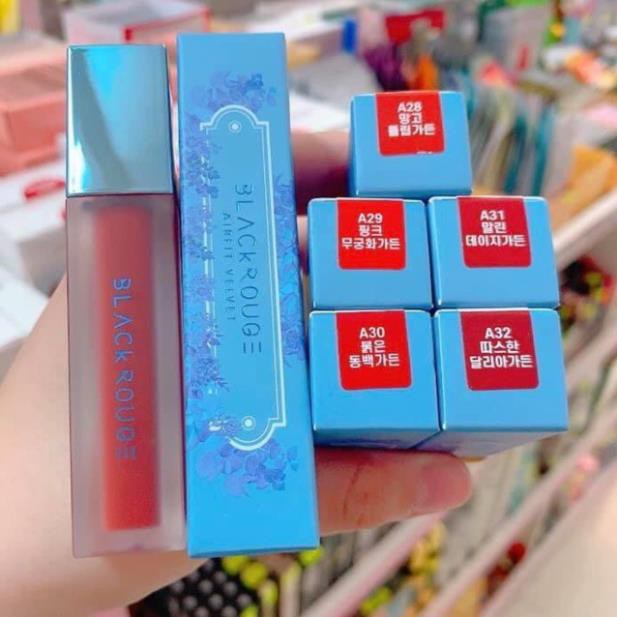 BLACK ROUGE
BLACK ROUGE
AIRFIT VELVET
A28
망고
튤립가든
A29
핑크
무궁화가든
A31
말린
데이지가든
A30
붉은
동백가든
A32
따스한
달리아가든